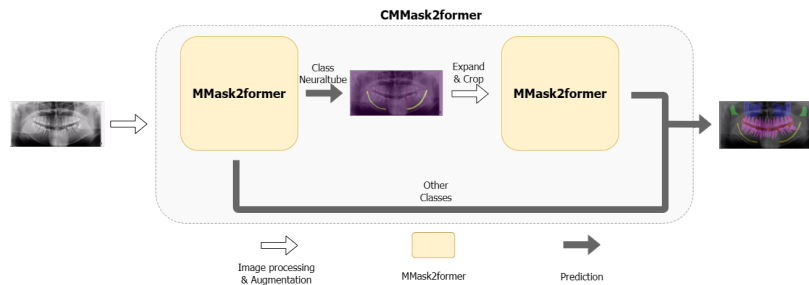 CMMask2former
Class
Neuraltube
Expand
& Crop
MMask2former
MMask2former
Other
Classes
Image processing
& Augmentation
MMask2former
Prediction